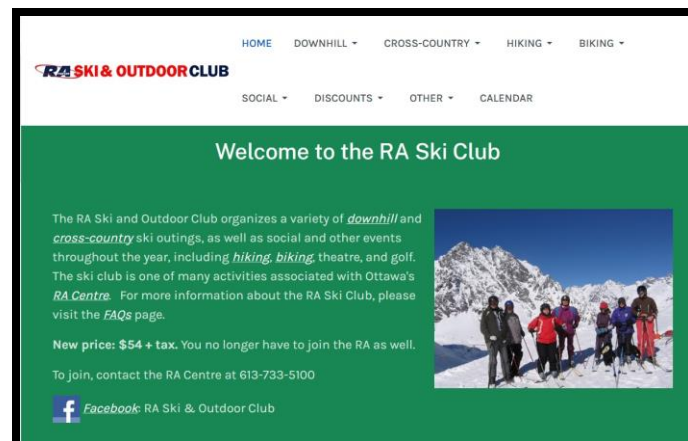 HOME DOWNHILL CROSS-COUNTRY HIKING BIKING
RA SKI & OUTDOOR CLUB
SOCIAL DISCOUNTS OTHER CALENDAR
Welcome to the RA Ski Club
The RA Ski and Outdoor Club organizes a variety of downhill and
cross-country ski outings, as well as social and other events
throughout the year, including hiking, biking, theatre, and golf.
The ski club is one of many activities associated with Ottawa's
RA Centre. For more information about the RA Ski Club, please
visit the FAQs page.
New price: $54 + tax. You no longer have to join the RA as well.
To join, contact the RA Centre at 613-733-5100
f Facebook: RA Ski & Outdoor Club